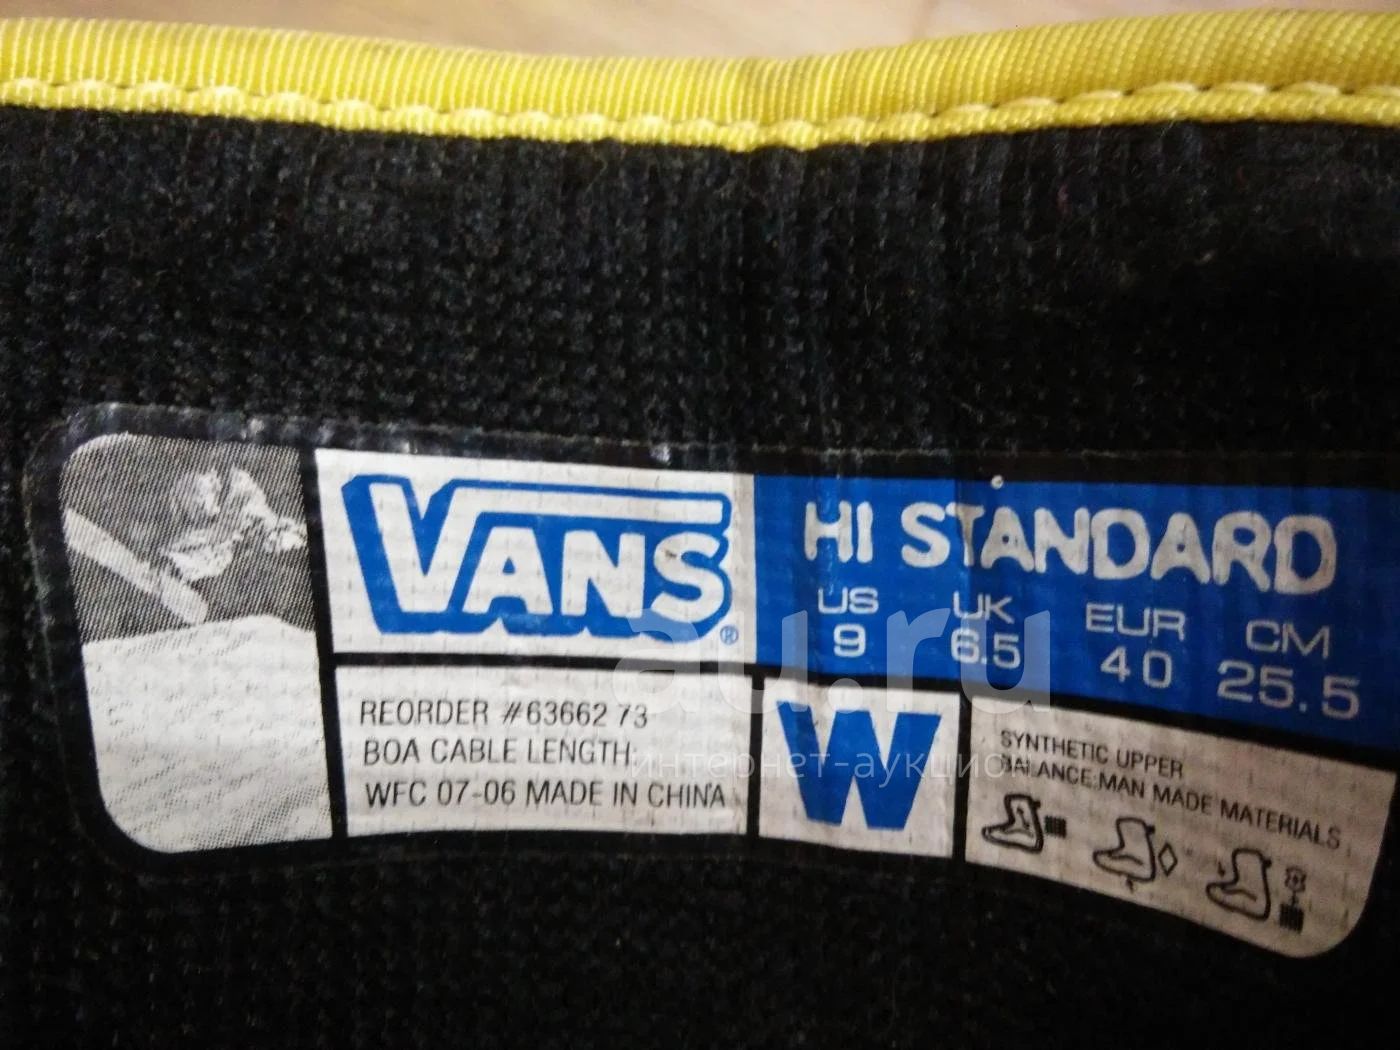 VANS®
HI STANDARD
US UK EUR CM
9 6.5 40 25.5
REORDER #63662 73
BOA CABLE LENGTH:
WFC 07-06 MADE IN CHINA
W
SYNTHETIC UPPER
BALANCE:MAN MADE MATERIALS
au.ru
интернет-аукцион